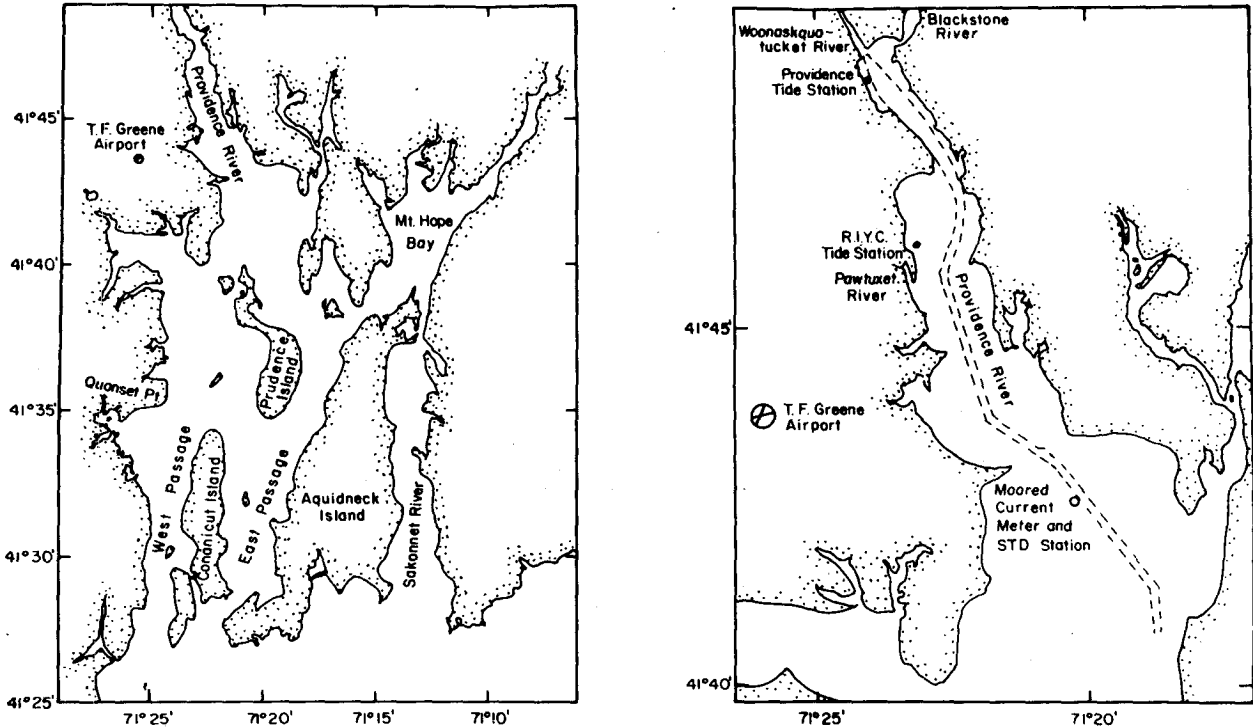 41°45'
41°40'
41°35'
41°30'
41°25'
71°25'
71°20'
71°15'
71°10'
Providence River
T. F. Greene
Airport
Mt. Hope
Bay
Prudence
Island
Quonset Pt.
West Passage
Conanicut Island
East Passage
Aquidneck
Island
Sakonnet River
Woonaskqua-
tucket River
Blackstone
River
Providence
Tide Station
R.I.Y.C.
Tide Station
Pawtuxet
River
Providence River
41°45'
T. F. Greene
Airport
Moored
Current
Meter and
STD Station
41°40'
71°25'
71°20'